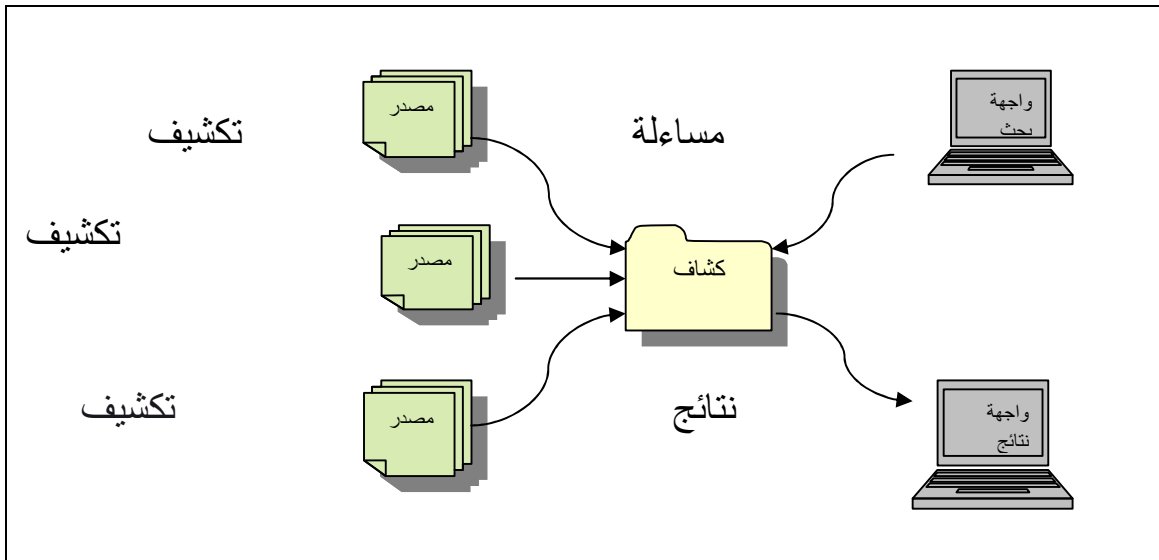 واجهة
بحث
مساءلة
مصدر
تكشيف
كشاف
مصدر
تكشيف
واجهة
نتائج
نتائج
مصدر
تكشيف